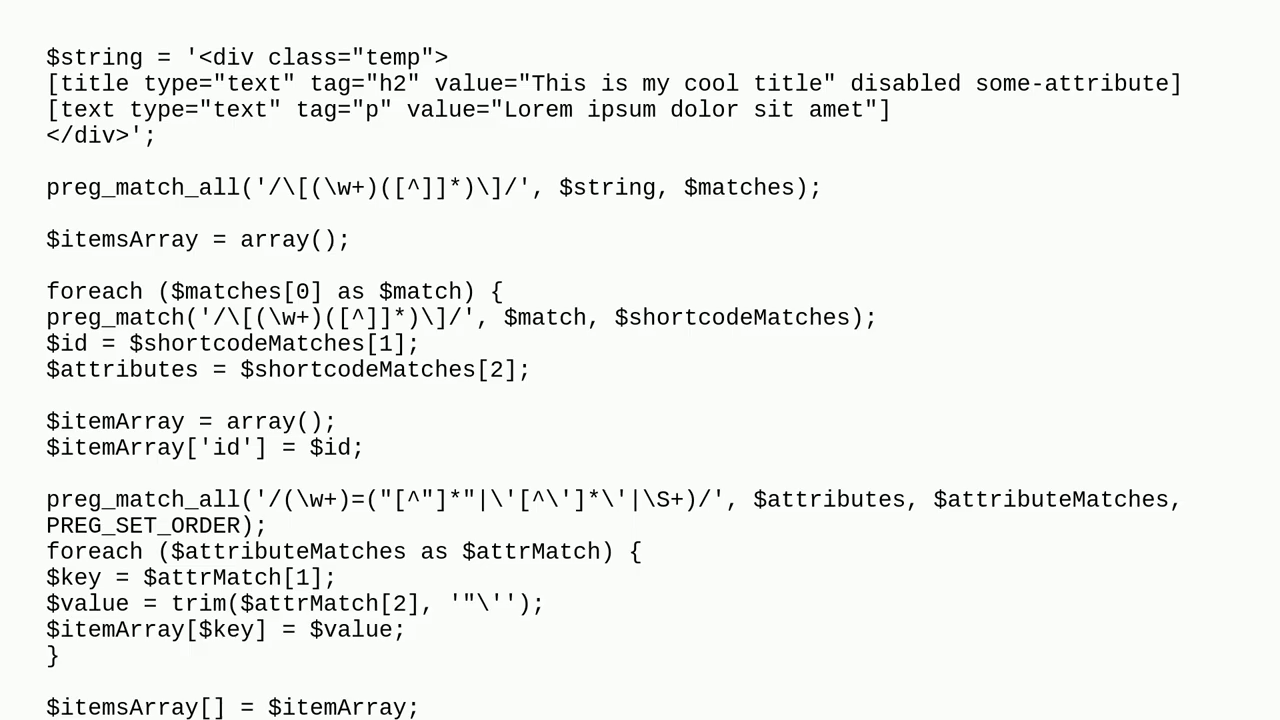 $string = '<div class="temp">
[title type="text" tag="h2" value="This is my cool title" disabled some-attribute]
[text type="text" tag="p" value="Lorem ipsum dolor sit amet"]
</div>';
preg_match_all('/\[(\w+)([^]]*)\]/', $string, $matches);
$itemsArray = array();
foreach ($matches[0] as $match) {
preg_match('/\[(\w+)([^]]*)\]/', $match, $shortcodeMatches);
$id = $shortcodeMatches[1];
$attributes = $shortcodeMatches[2];
$itemArray = array();
$itemArray['id'] = $id;
preg_match_all('/(\w+)=("[^"]*"|\'[^\']*\'|\S+)/', $attributes, $attributeMatches,
PREG_SET_ORDER);
foreach ($attributeMatches as $attrMatch) {
$key = $attrMatch[1];
$value = trim($attrMatch[2], '"\'');
$itemArray[$key] = $value;
}
$itemsArray[] = $itemArray;